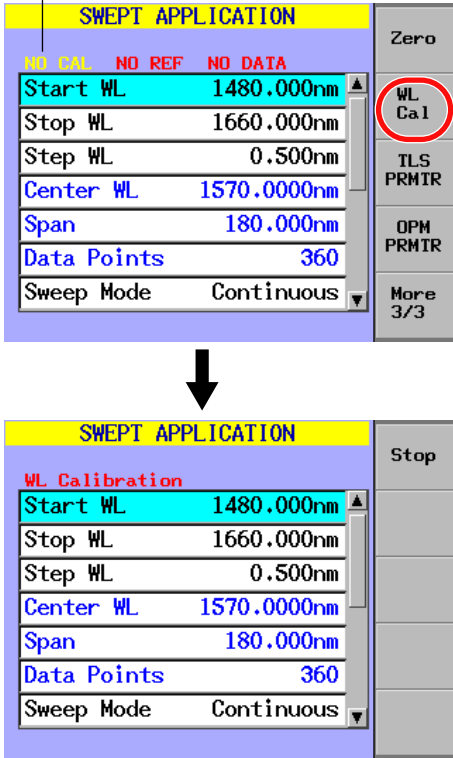 SWEPT APPLICATION
NO CAL NO REF NO DATA
Start WL 1480.000nm
Stop WL 1660.000nm
Step WL 0.500nm
Center WL 1570.0000nm
Span 180.000nm
Data Points 360
Sweep Mode Continuous
Zero
WL
Cal
TLS
PRMTR
OPM
PRMTR
More
3/3
SWEPT APPLICATION
WL Calibration
Start WL 1480.000nm
Stop WL 1660.000nm
Step WL 0.500nm
Center WL 1570.0000nm
Span 180.000nm
Data Points 360
Sweep Mode Continuous
Stop